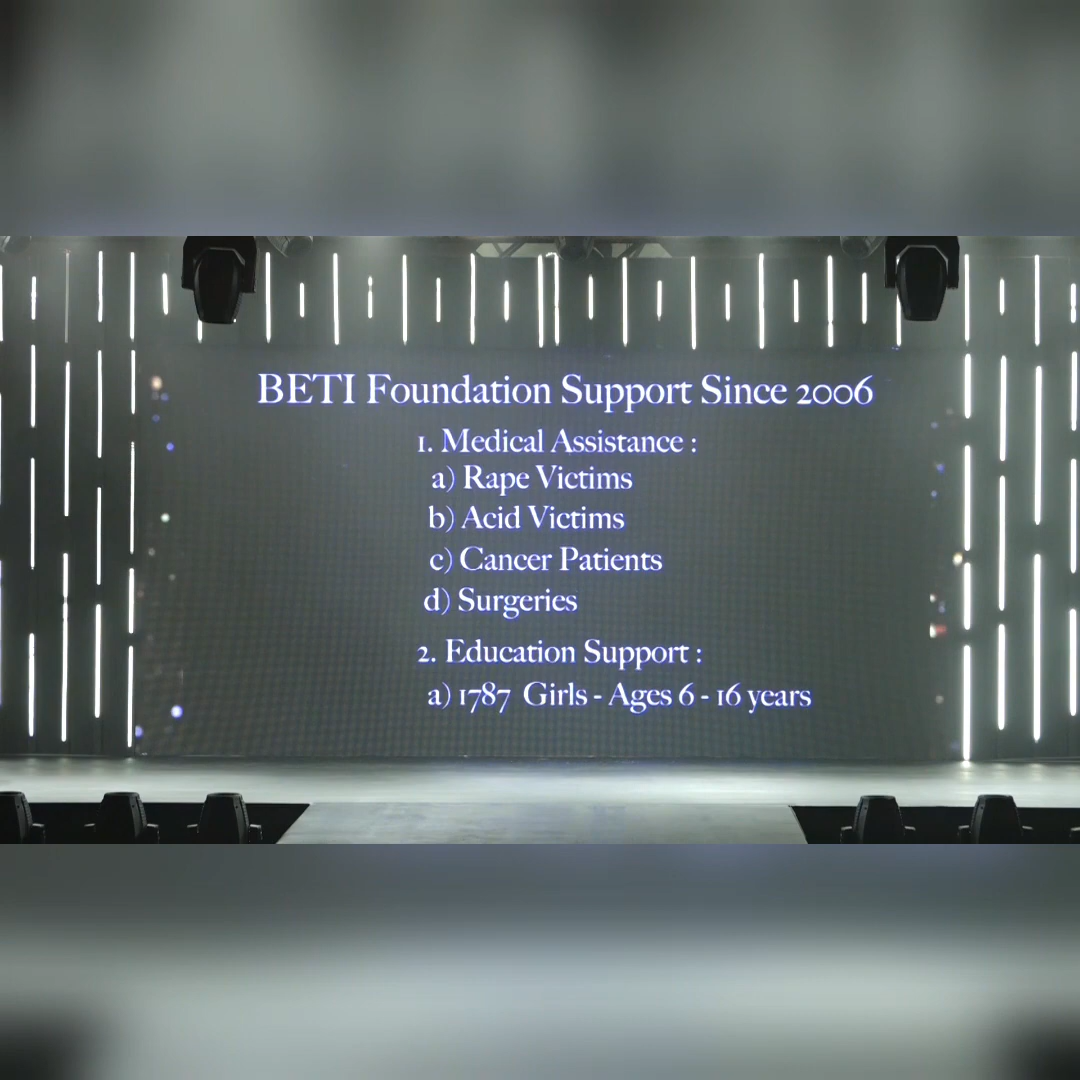 BETI Foundation Support Since 2006
1. Medical Assistance :
a) Rape Victims
b) Acid Victims
c) Cancer Patients
d) Surgeries
2. Education Support :
a) 1787 Girls - Ages 6 - 16 years